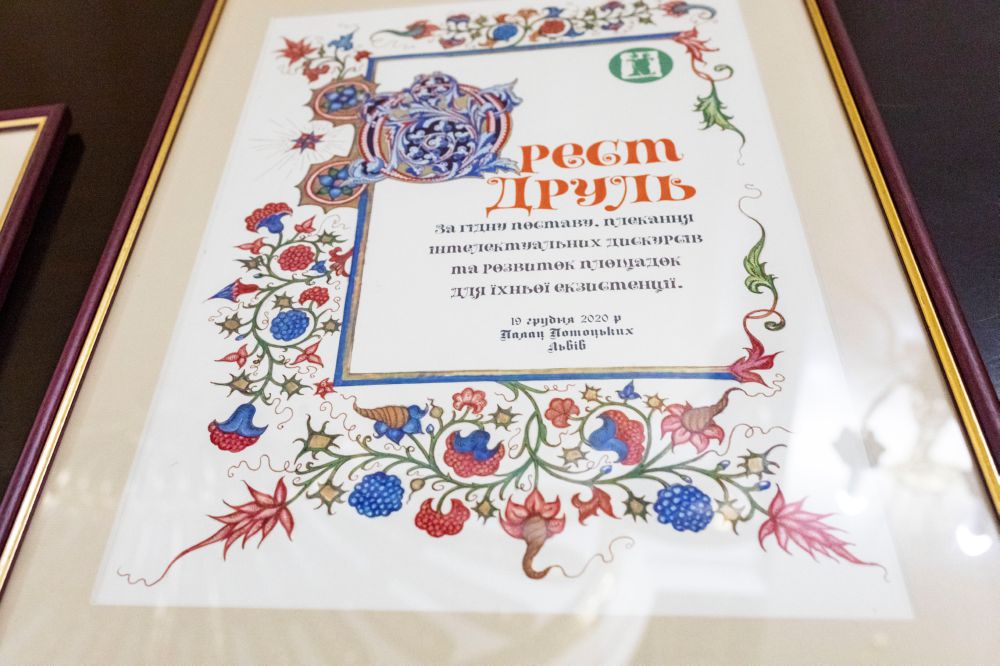 Орест
Друль
За гідну поставу, плекання
інтелектуальних дискурсів
та розвиток площадок
для їхньої екзистенції.
19 грудня 2020 р
Палац Потоцьких
Львів